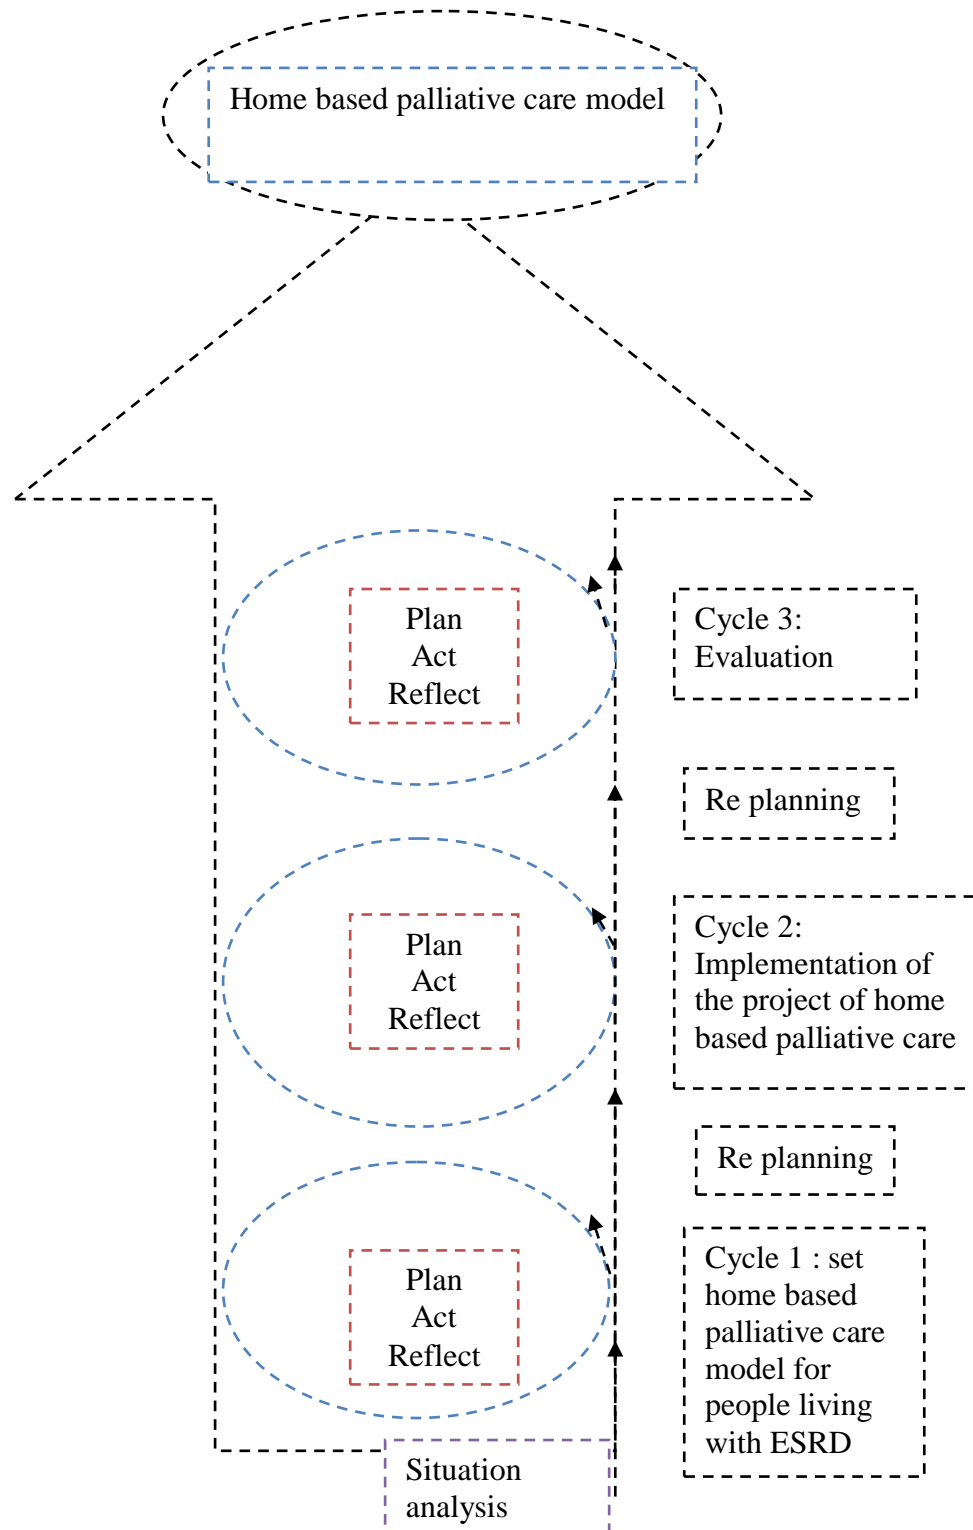 Home based palliative care model
Plan
Act
Reflect
Cycle 3:
Evaluation
Re planning
Plan
Act
Reflect
Cycle 2:
Implementation of
the project of home
based palliative care
Re planning
Plan
Act
Reflect
Cycle 1 : set
home based
palliative care
model for
people living
with ESRD
Situation
analysis